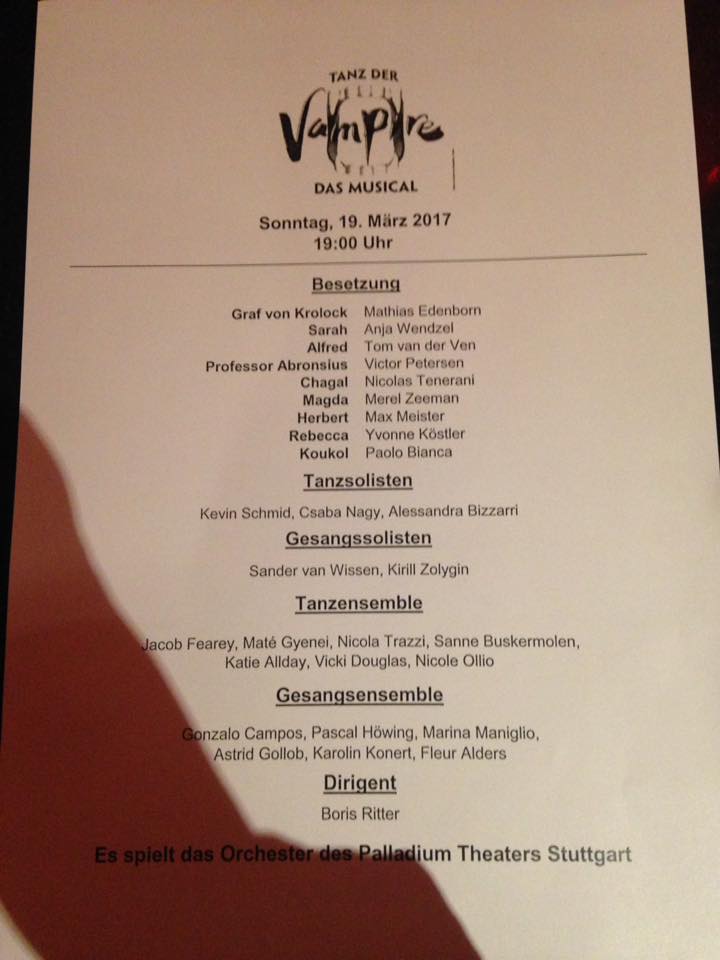 TANZ DER
Vampire
DAS MUSICAL
Sonntag, 19. März 2017
19:00 Uhr
Besetzung
Graf von Krolock Mathias Edenborn
Sarah Anja Wendzel
Alfred Tom van der Ven
Professor Abronsius Victor Petersen
Chagal Nicolas Tenerani
Magda Merel Zeeman
Herbert Max Meister
Rebecca Yvonne Köstler
Koukol Paolo Bianca
Tanzsolisten
Kevin Schmid, Csaba Nagy, Alessandra Bizzarri
Gesangssolisten
Sander van Wissen, Kirill Zolygin
Tanzensemble
Jacob Fearey, Maté Gyenei, Nicola Trazzi, Sanne Buskermolen,
Katie Allday, Vicki Douglas, Nicole Ollio
Gesangsensemble
Gonzalo Campos, Pascal Höwing, Marina Maniglio,
Astrid Gollob, Karolin Konert, Fleur Alders
Dirigent
Boris Ritter
Es spielt das Orchester des Palladium Theaters Stuttgart